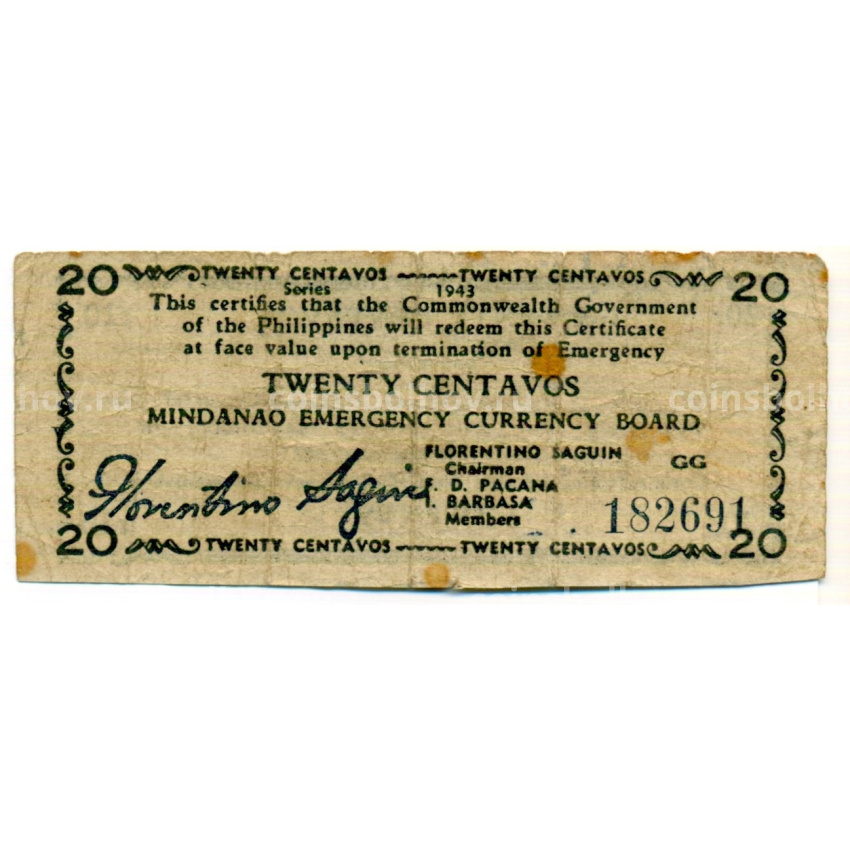 20 TWENTY CENTAVOS TWENTY CENTAVOS 20
Series 1943
This certifies that the Commonwealth Government
of the Philippines will redeem this Certificate
at face value upon termination of Emergency
TWENTY CENTAVOS
MINDANAO EMERGENCY CURRENCY BOARD
Florentino Saguin
FLORENTINO SAGUIN
Chairman
D. PACANA
I. BARBASA
Members
GG
182691
20 TWENTY CENTAVOS TWENTY CENTAVOS 20